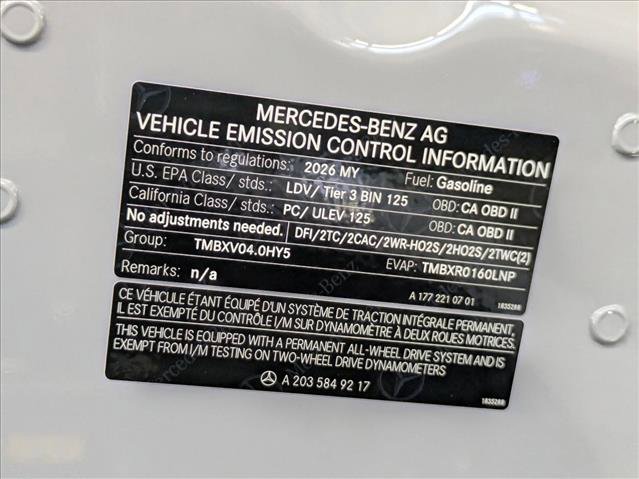 MERCEDES-BENZ AG
VEHICLE EMISSION CONTROL INFORMATION
Conforms to regulations: 2026 MY Fuel: Gasoline
U.S. EPA Class/ stds.: LDV/ Tier 3 BIN 125 OBD: CA OBD II
California Class/ stds.: PC/ ULEV 125 OBD: CA OBD II
No adjustments needed. DFI/2TC/2CAC/2WR-HO2S/2HO2S/2TWC(2)
Group: TMBXV04.0HY5 EVAP: TMBXR0160LNP
Remarks: n/a
A 177 221 07 01
1835288
CE VÉHICULE ÉTANT ÉQUIPÉ D'UN SYSTÈME DE TRACTION INTÉGRALE PERMANENT,
IL EST EXEMPTÉ DU CONTRÔLE I/M SUR DYNAMOMÈTRE À DEUX ROUES MOTRICES.
THIS VEHICLE IS EQUIPPED WITH A PERMANENT ALL-WHEEL DRIVE SYSTEM AND
EXEMPT FROM I/M TESTING ON TWO-WHEEL DRIVE DYNAMOMETERS
A 203 584 92 17
1835288